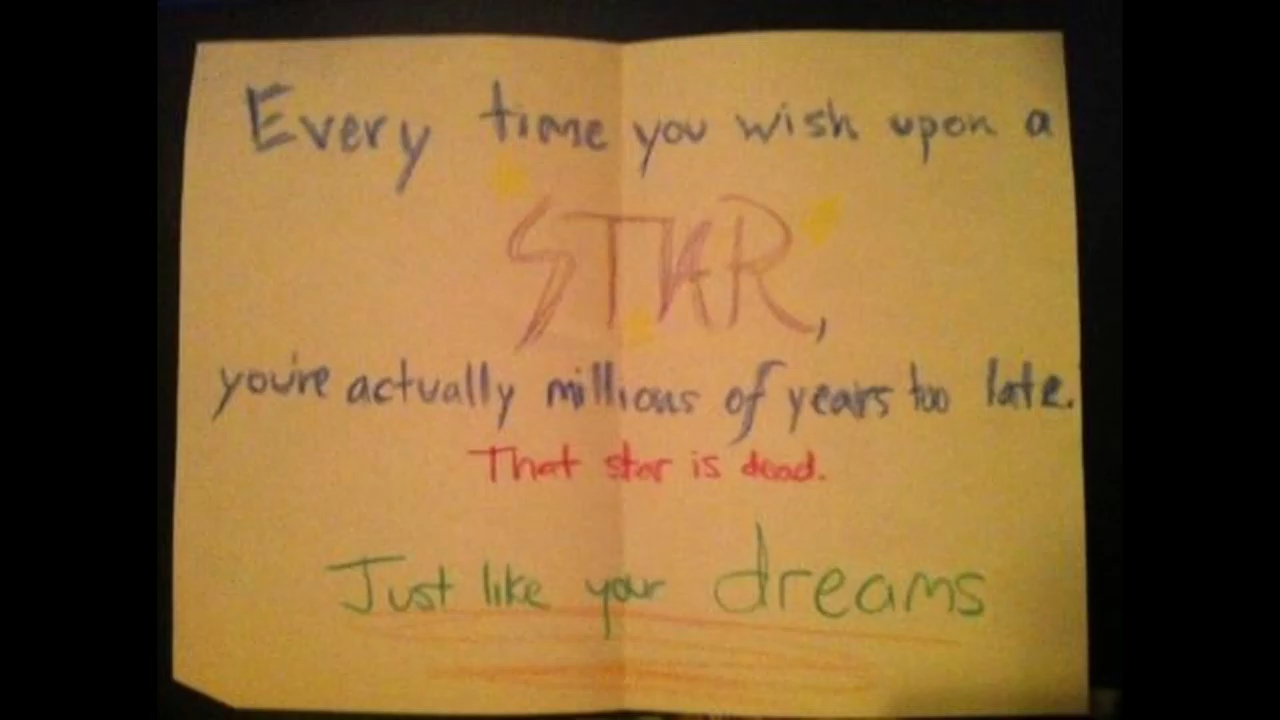 Every time you wish upon a
STAR,
you're actually millions of years too late.
That star is dead.
Just like your dreams